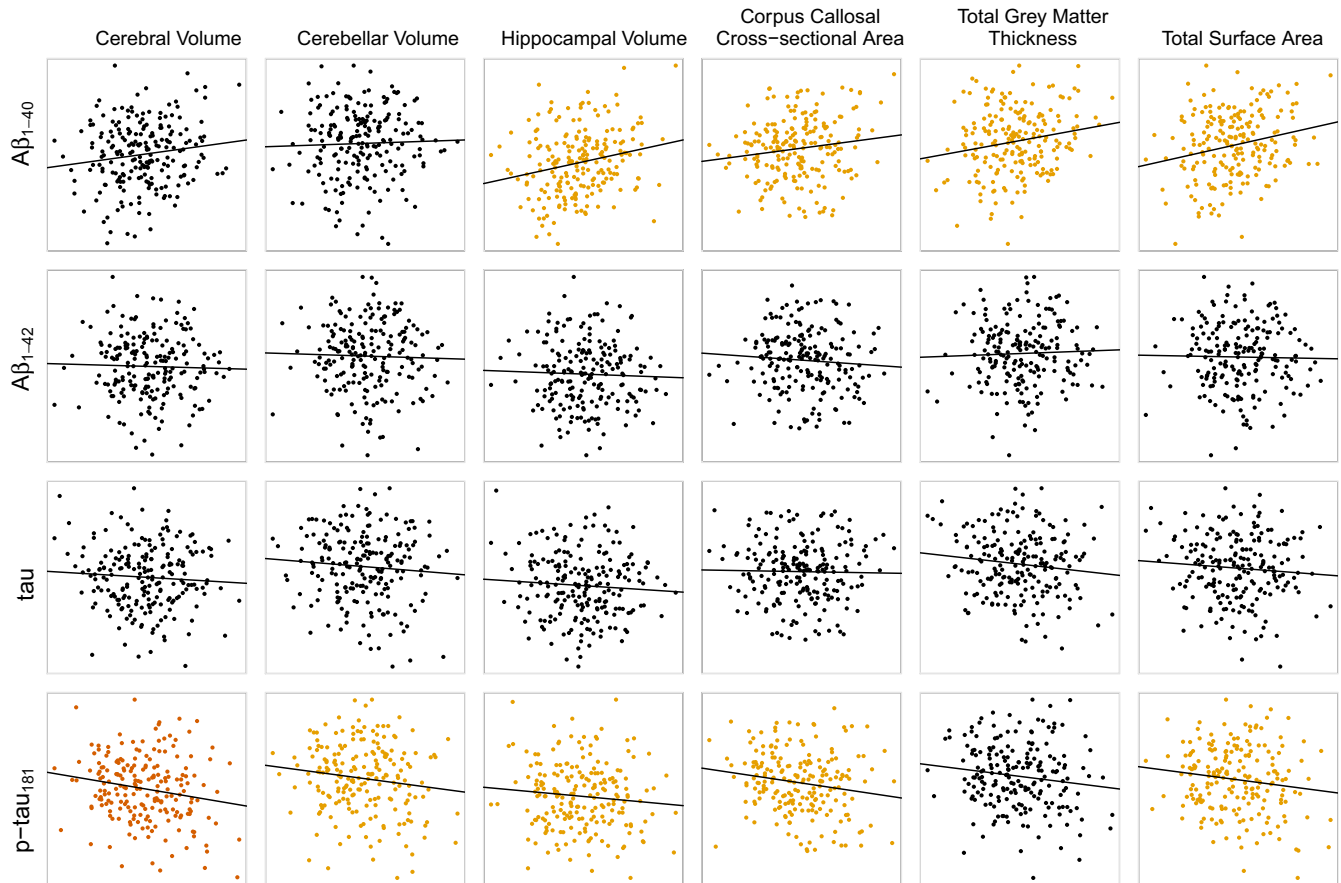 Cerebral Volume
Cerebellar Volume
Hippocampal Volume
Corpus Callosal
Cross−sectional Area
Total Grey Matter
Thickness
Total Surface Area
Aβ₁₋₄₀
Aβ₁₋₄₂
tau
p−tau₁₈₁